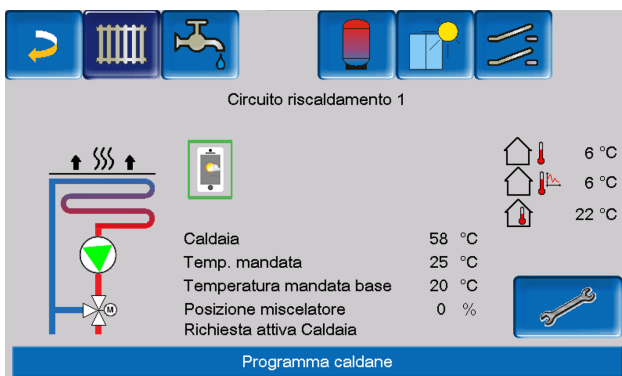 Circuito riscaldamento 1
6 °C
6 °C
22 °C
Caldaia 58 °C
Temp. mandata 25 °C
Temperatura mandata base 20 °C
M
Posizione miscelatore 0 %
Richiesta attiva Caldaia
Programma caldane